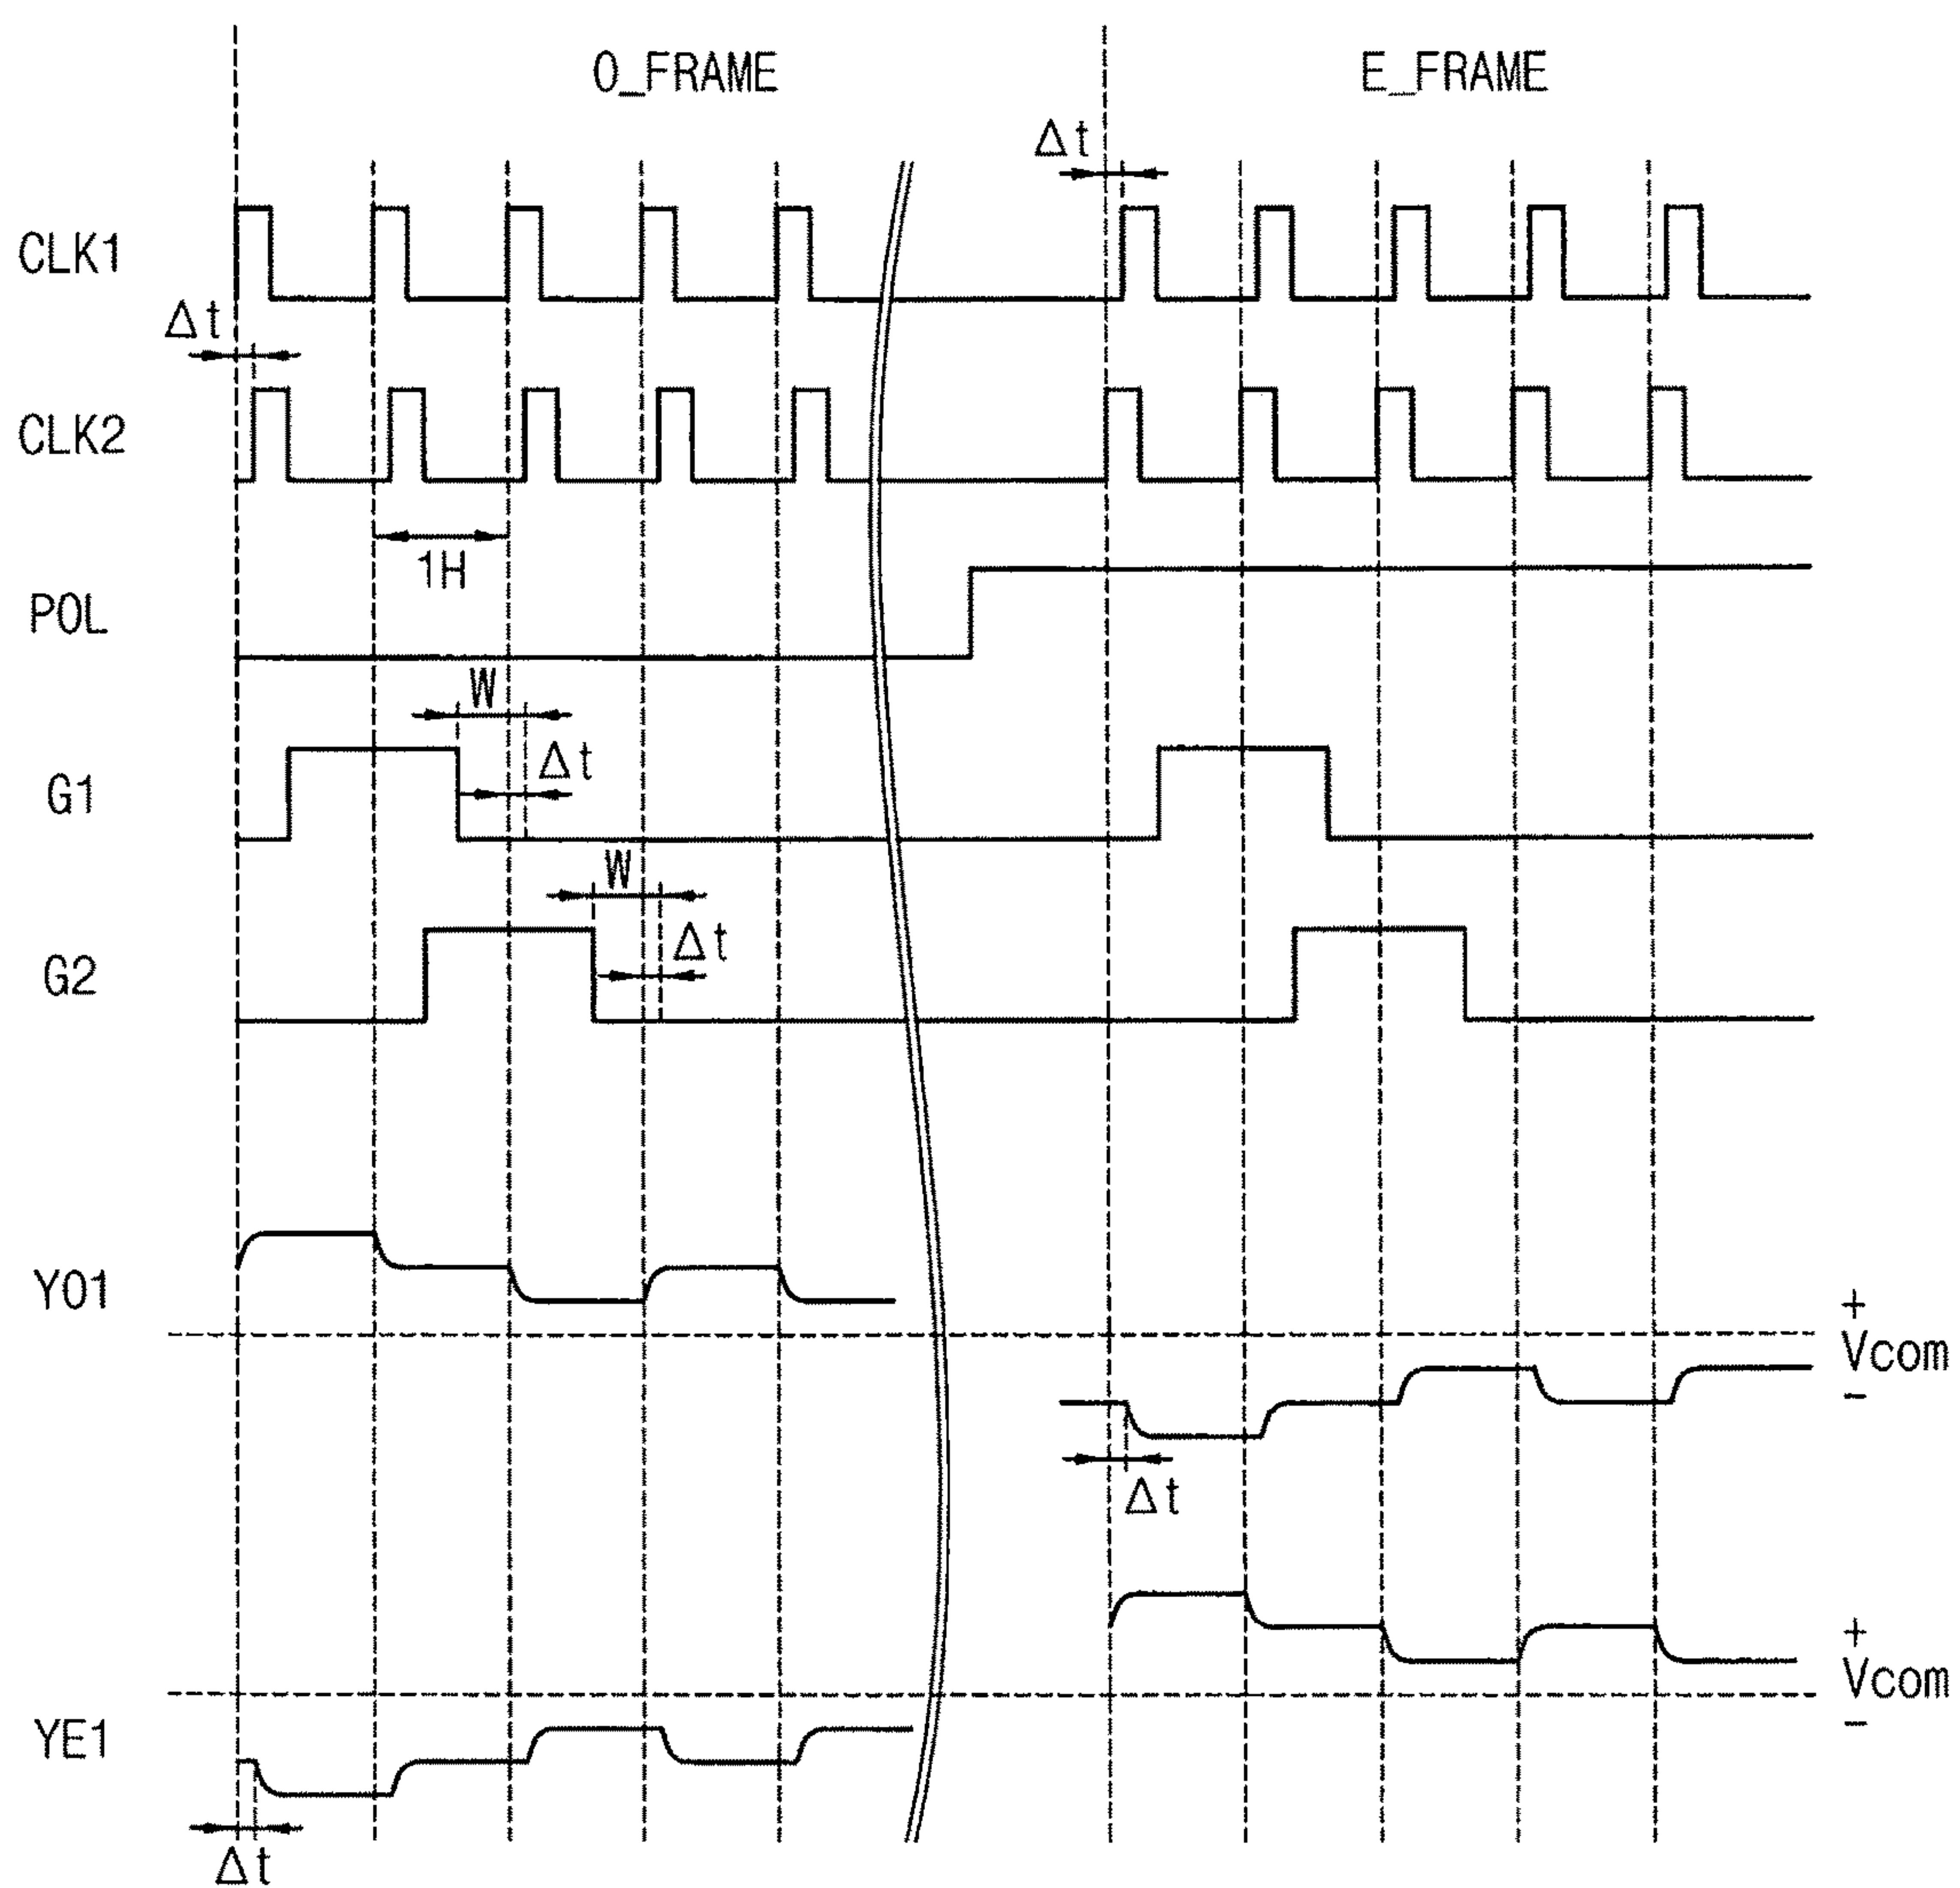 O_FRAME
E_FRAME
Δt
CLK1
Δt
CLK2
1H
POL
W
Δt
G1
W
Δt
G2
YO1
+
Vcom
-
Δt
+
Vcom
-
YE1
Δt